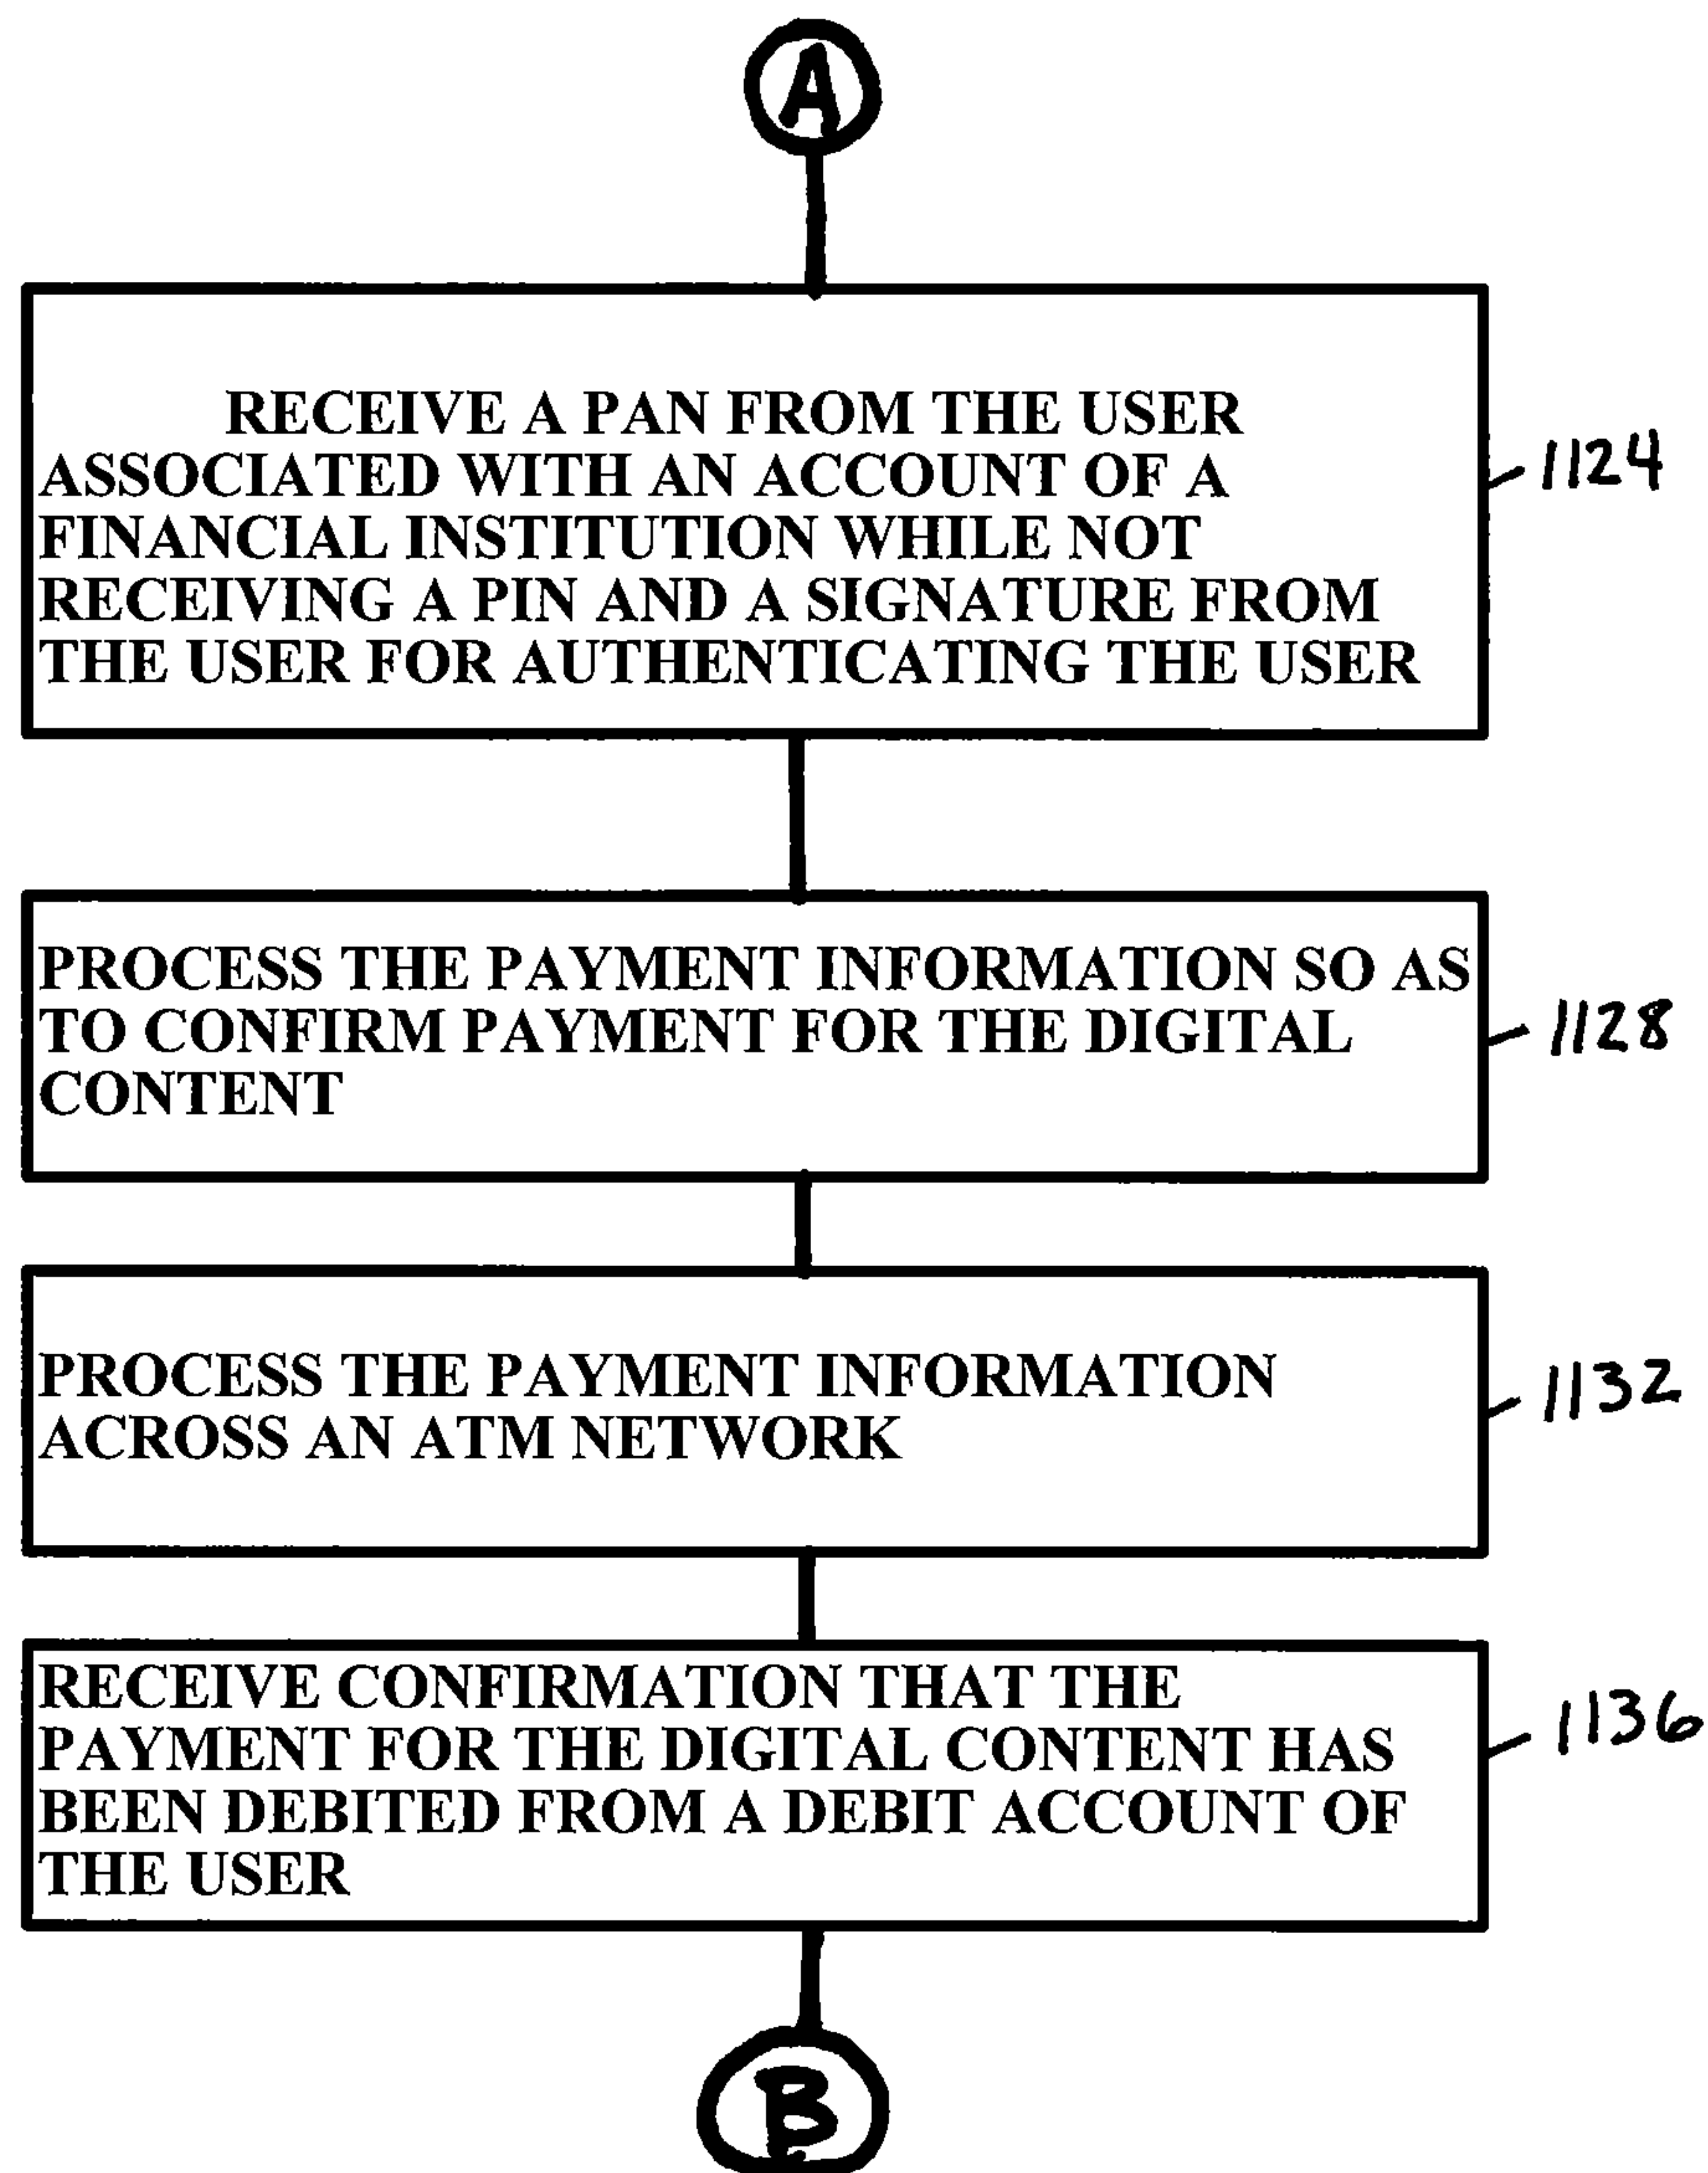 A
RECEIVE A PAN FROM THE USER
ASSOCIATED WITH AN ACCOUNT OF A
FINANCIAL INSTITUTION WHILE NOT
RECEIVING A PIN AND A SIGNATURE FROM
THE USER FOR AUTHENTICATING THE USER
1124
PROCESS THE PAYMENT INFORMATION SO AS
TO CONFIRM PAYMENT FOR THE DIGITAL
CONTENT
1128
PROCESS THE PAYMENT INFORMATION
ACROSS AN ATM NETWORK
1132
RECEIVE CONFIRMATION THAT THE
PAYMENT FOR THE DIGITAL CONTENT HAS
BEEN DEBITED FROM A DEBIT ACCOUNT OF
THE USER
1136
B